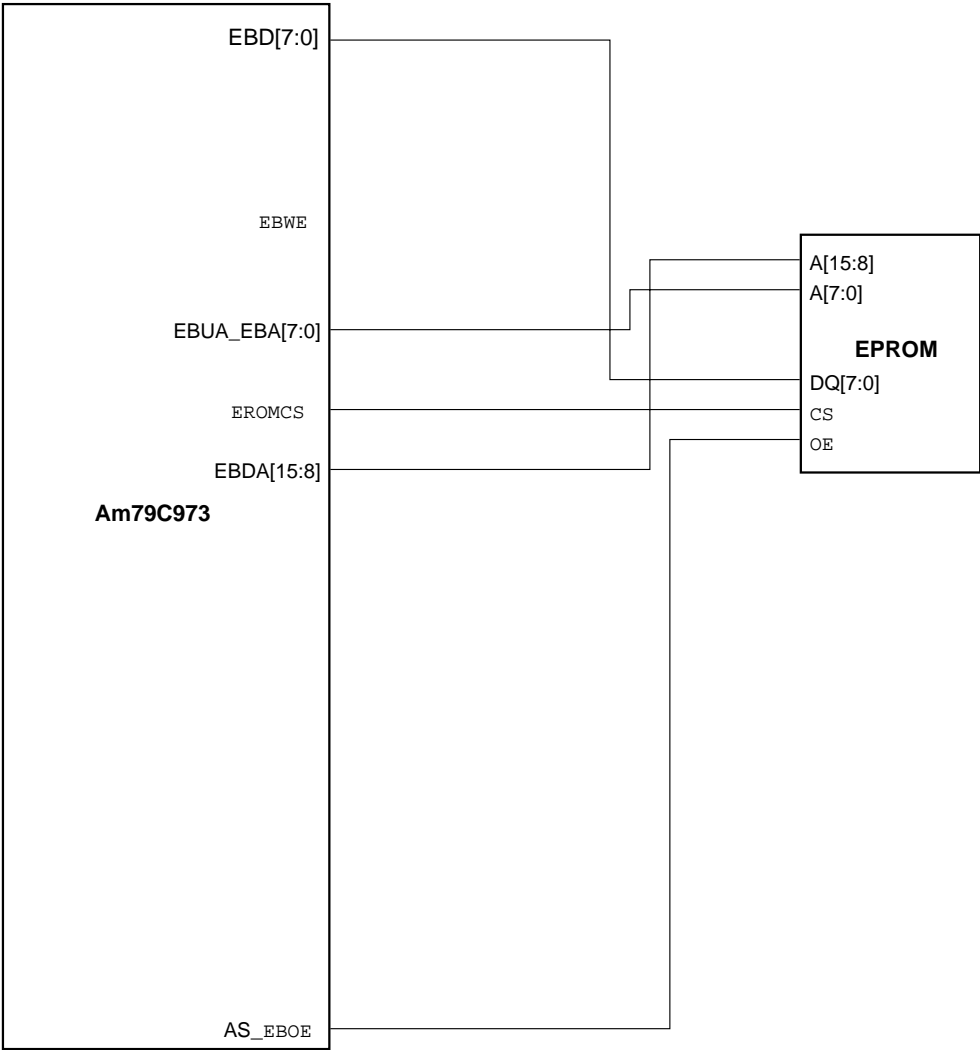 EBD[7:0]
EBWE
A[15:8]
A[7:0]
EBUA_EBA[7:0]
EPROM
DQ[7:0]
EROMCS
CS
OE
EBDA[15:8]
Am79C973
AS_EBOE